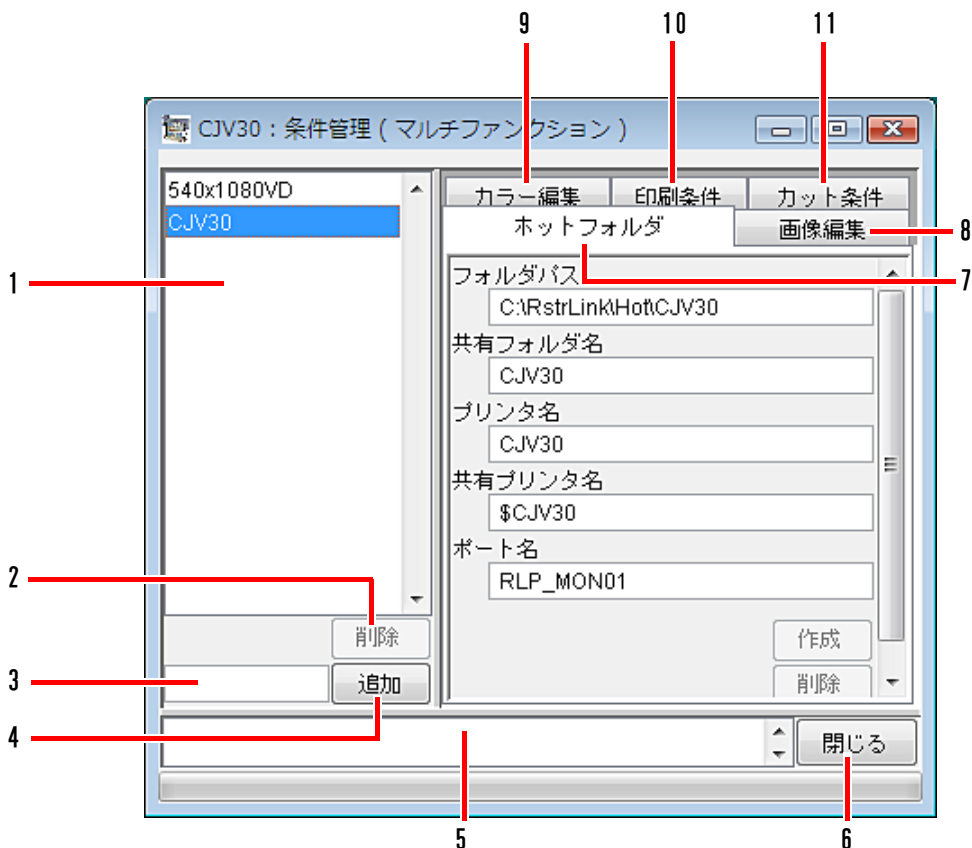 9 10 11
CJV30：条件管理（マルチファンクション）
540x1080VD
CJV30
カラー編集 印刷条件 カット条件
ホットフォルダ 画像編集
8
7
1
フォルダパス
C:\RstrLink\Hot\CJV30
共有フォルダ名
CJV30
プリンタ名
CJV30
共有プリンタ名
$CJV30
ポート名
RLP_MON01
2
削除
作成
3
追加
削除
4
閉じる
5 6